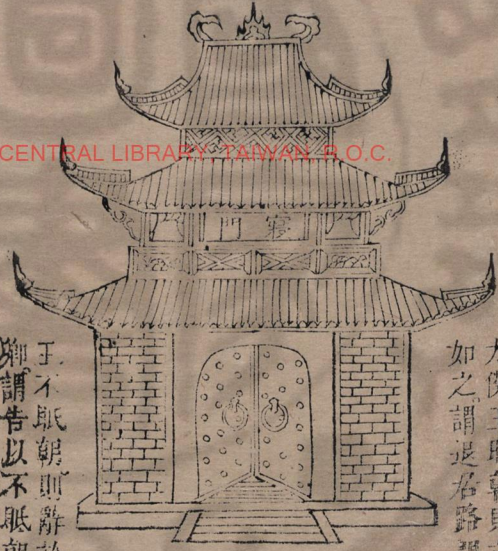 CENTRAL LIBRARY, TAIWAN, R.O.C.
寢門
大僕王眡朝則
如之謂退居路
王不眡朝則辭
卿謂告以不眡朝